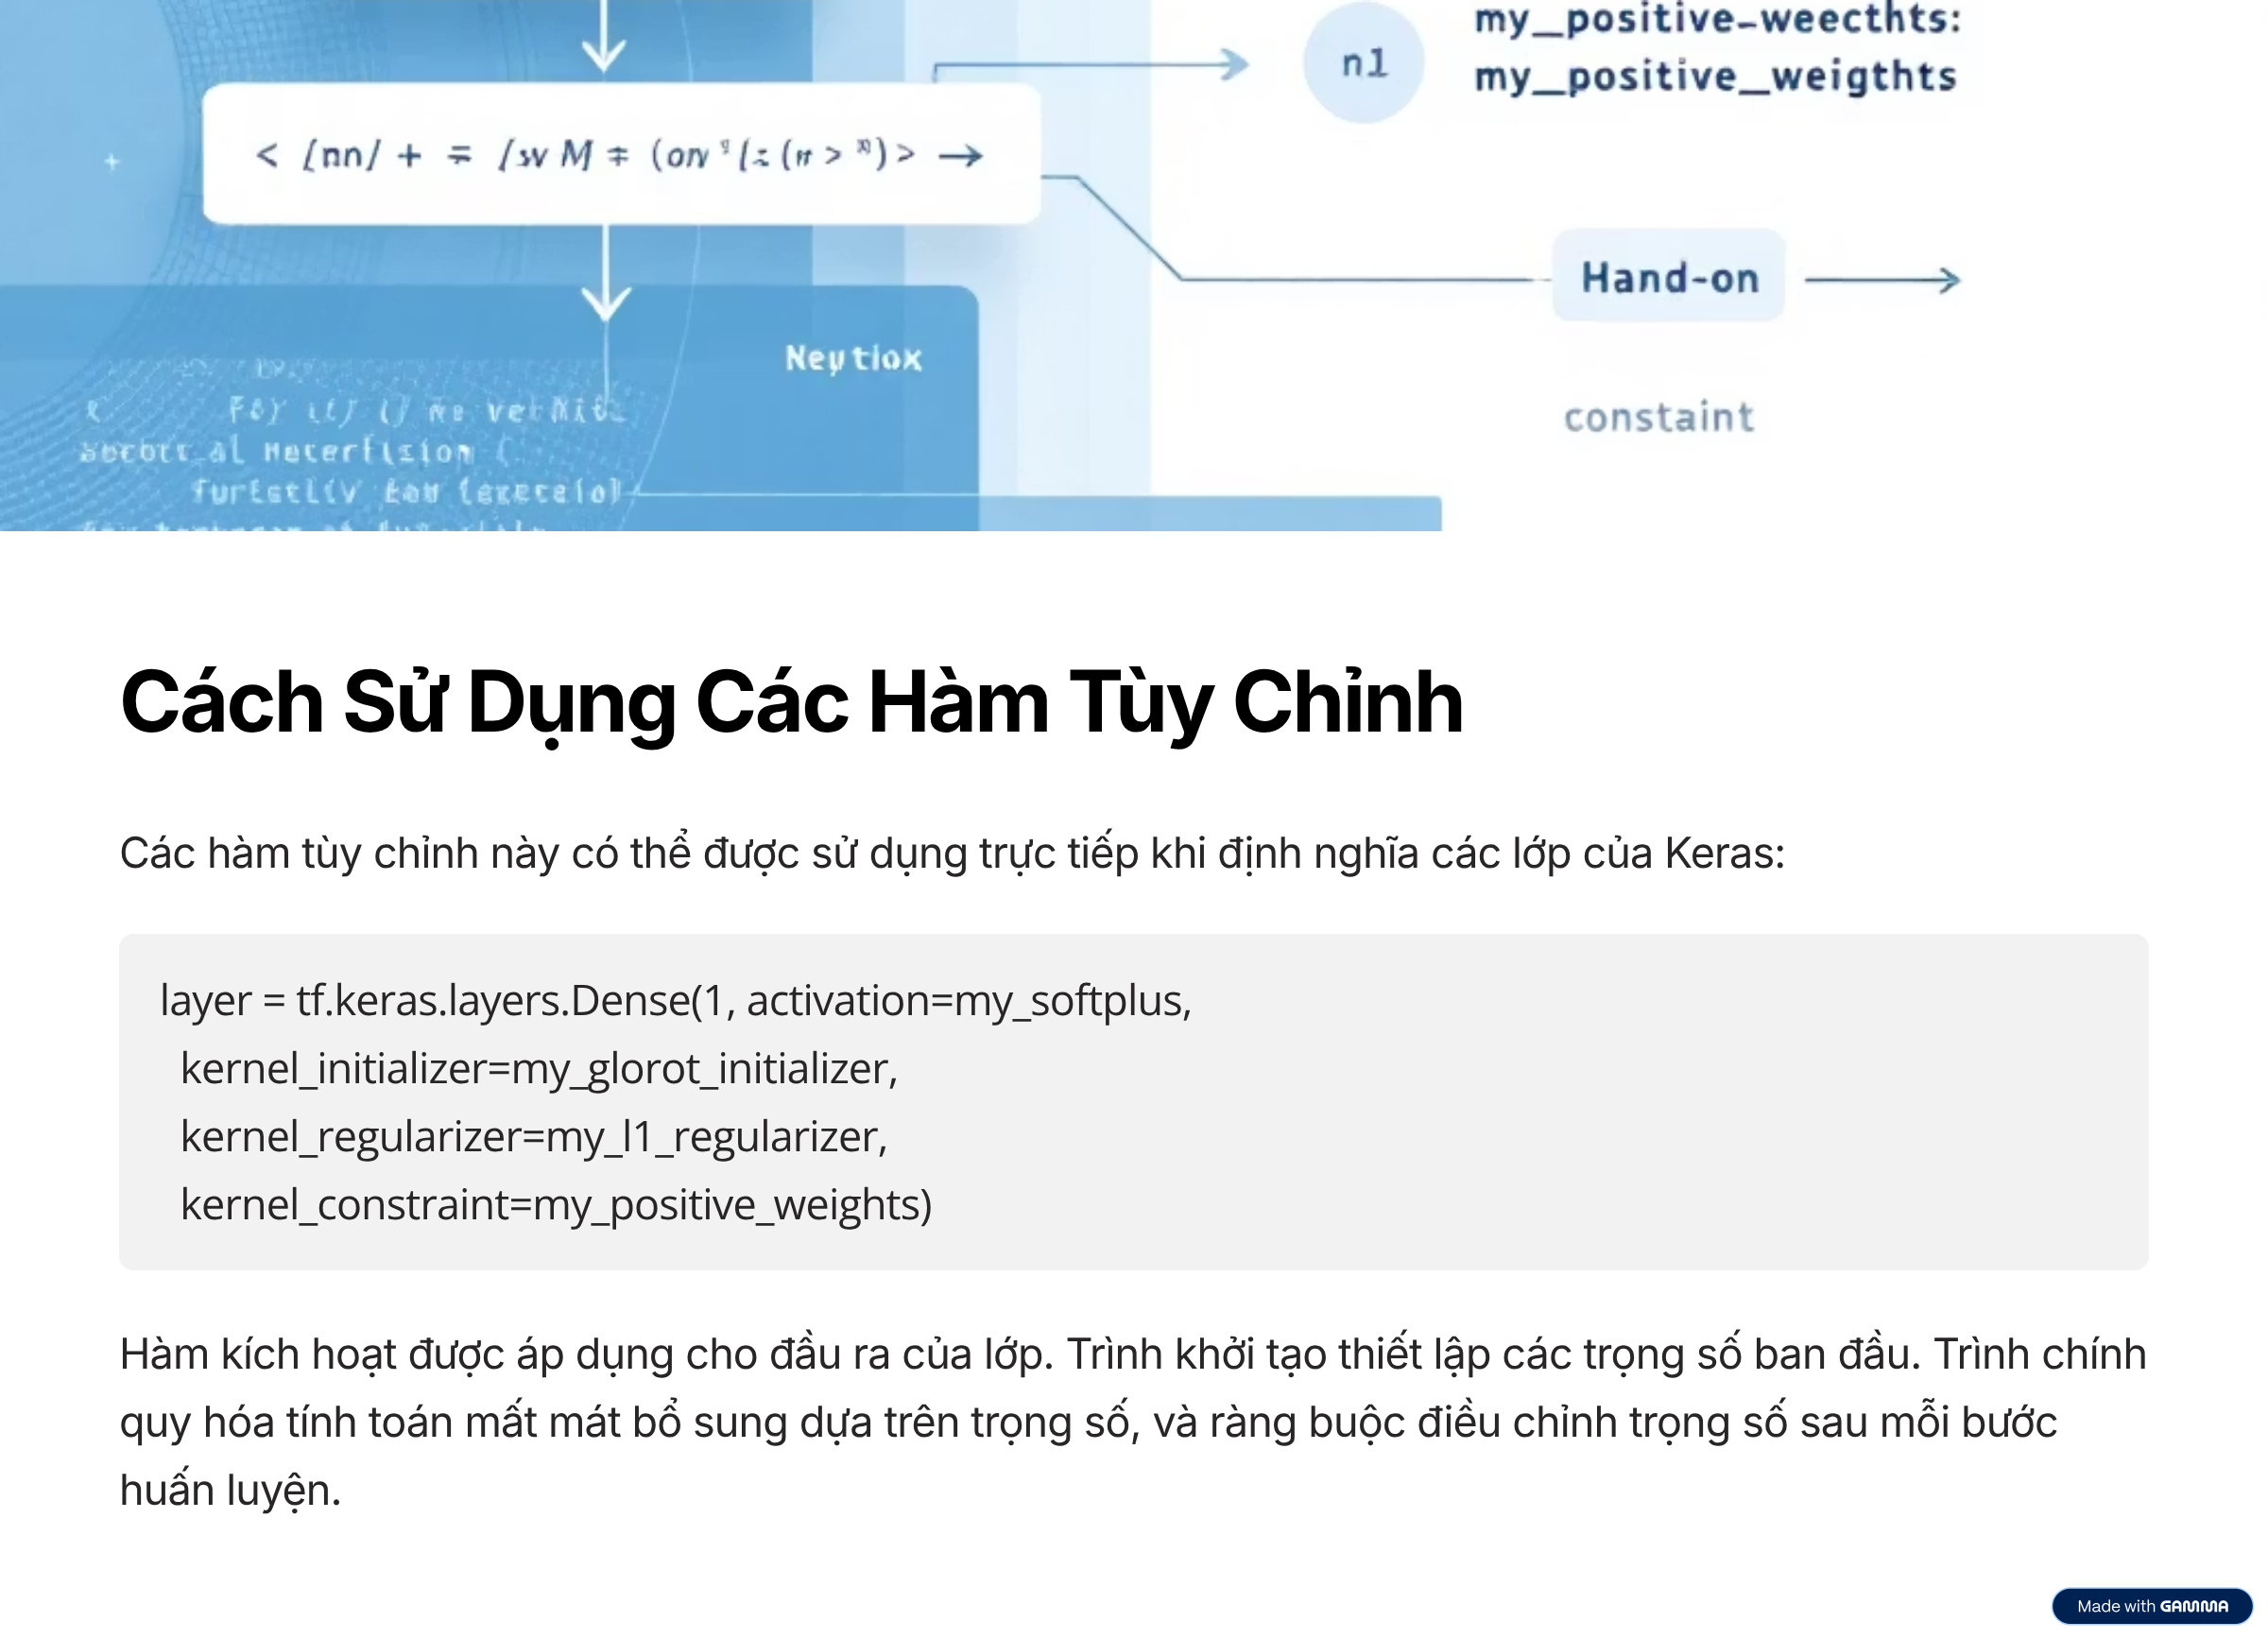 my_positive-weecthts:
n1
my_positive_weigthts
Hand-on
Neytiox
constaint
Cách Sử Dụng Các Hàm Tùy Chỉnh
Các hàm tùy chỉnh này có thể được sử dụng trực tiếp khi định nghĩa các lớp của Keras:
layer = tf.keras.layers.Dense(1, activation=my_softplus,
kernel_initializer=my_glorot_initializer,
kernel_regularizer=my_l1_regularizer,
kernel_constraint=my_positive_weights)
Hàm kích hoạt được áp dụng cho đầu ra của lớp. Trình khởi tạo thiết lập các trọng số ban đầu. Trình chính
quy hóa tính toán mất mát bổ sung dựa trên trọng số, và ràng buộc điều chỉnh trọng số sau mỗi bước
huấn luyện.
Made with GAMMA